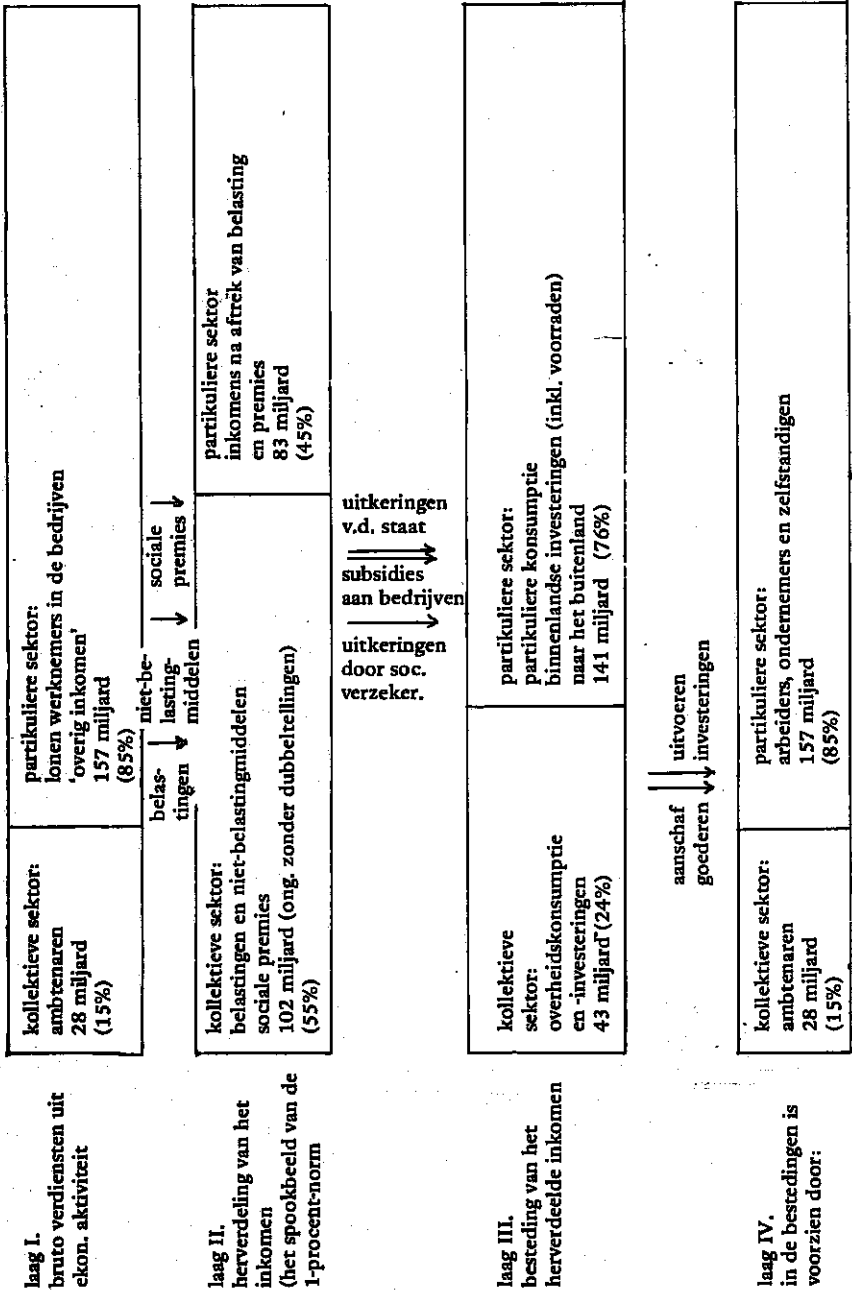 laag I.
bruto verdiensten uit
ekon. aktiviteit
kollektieve sektor:
ambtenaren
28 miljard
(15%)
partikuliere sektor:
lonen werknemers in de bedrijven
‘overig inkomen’
157 miljard
(85%)
belas-
tingen
niet-be-
lasting-
middelen
sociale
premies
laag II.
herverdeling van het
inkomen
(het spookbeeld van de
1-procent-norm
kollektieve sektor:
belastingen en niet-belastingmiddelen
sociale premies
102 miljard (ong. zonder dubbeltellingen)
(55%)
partikuliere sektor
inkomens na aftrek van belasting
en premies
83 miljard
(45%)
uitkeringen
door soc.
verzeker.
subsidies
aan bedrijven
uitkeringen
v.d. staat
laag III.
besteding van het
herverdeelde inkomen
kollektieve
sektor:
overheidskonsumptie
en -investeringen
43 miljard (24%)
partikuliere sektor:
partikuliere konsumptie
binnenlandse investeringen (inkl. voorraden)
naar het buitenland
141 miljard (76%)
aanschaf
goederen
uitvoeren
investeringen
laag IV.
in de bestedingen is
voorzien door:
kollektieve sektor:
ambtenaren
28 miljard
(15%)
partikuliere sektor:
arbeiders, ondernemers en zelfstandigen
157 miljard
(85%)